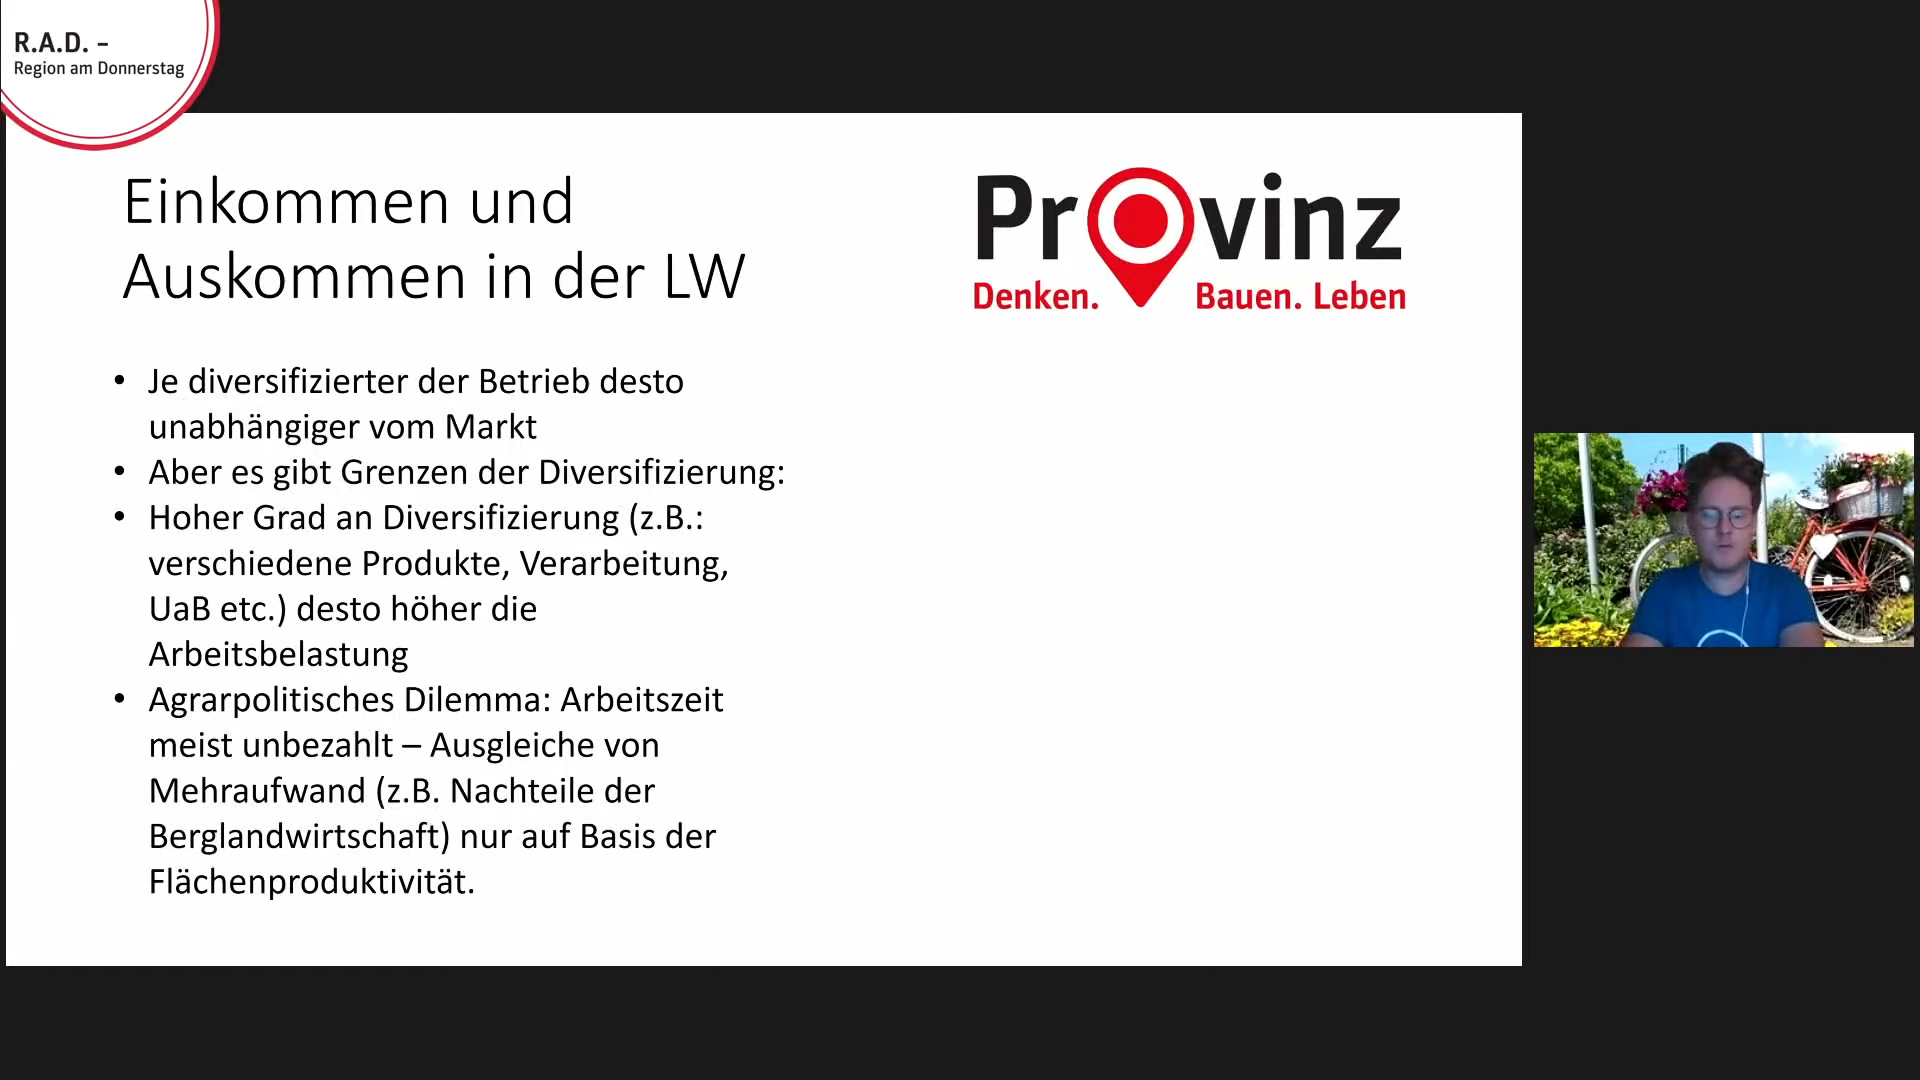 R.A.D. –
Region am Donnerstag
Einkommen und
Auskommen in der LW
Provinz
Denken. Bauen. Leben
• Je diversifizierter der Betrieb desto
unabhängiger vom Markt
• Aber es gibt Grenzen der Diversifizierung:
• Hoher Grad an Diversifizierung (z.B.:
verschiedene Produkte, Verarbeitung,
UaB etc.) desto höher die
Arbeitsbelastung
• Agrarpolitisches Dilemma: Arbeitszeit
meist unbezahlt – Ausgleiche von
Mehraufwand (z.B. Nachteile der
Berglandwirtschaft) nur auf Basis der
Flächenproduktivität.